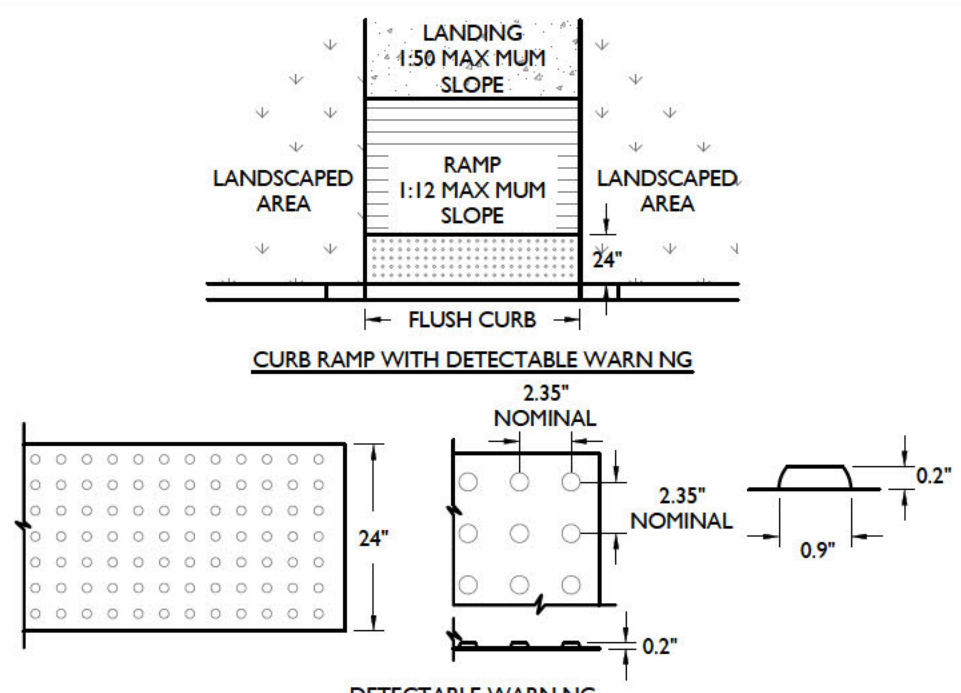 LANDING
1:50 MAX MUM
SLOPE
RAMP
1:12 MAX MUM
SLOPE
LANDSCAPED
AREA
LANDSCAPED
AREA
24"
FLUSH CURB
CURB RAMP WITH DETECTABLE WARN NG
2.35"
NOMINAL
2.35"
NOMINAL
24"
0.2"
0.9"
0.2"
DETECTABLE WARN NG